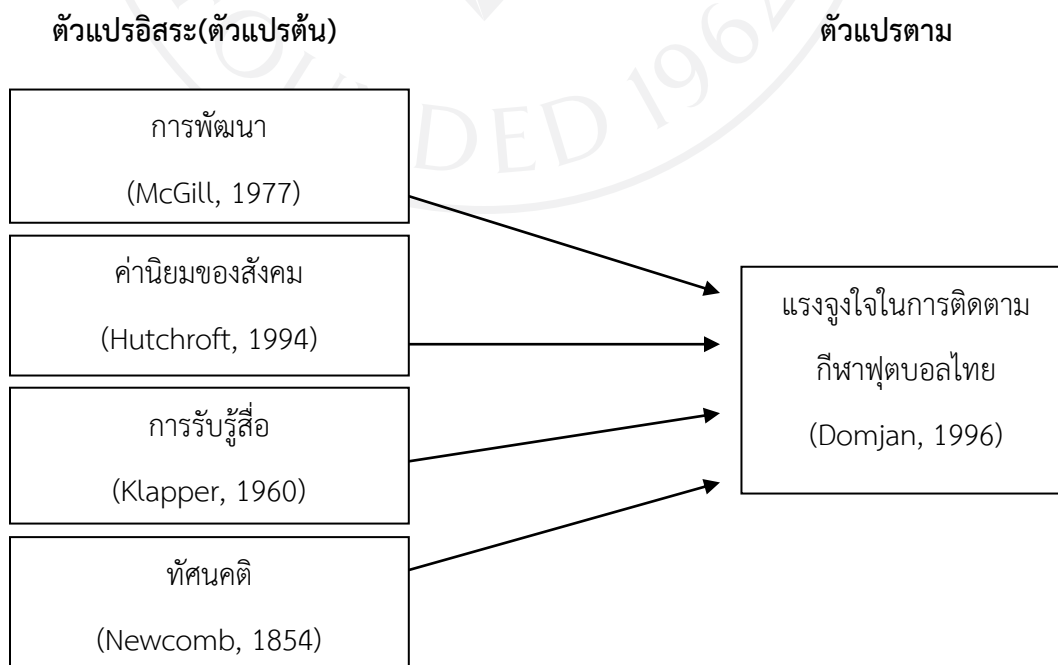 ตัวแปรอิสระ(ตัวแปรต้น)
ตัวแปรตาม
การพัฒนา
(McGill, 1977)
ค่านิยมของสังคม
(Hutchroft, 1994)
การรับรู้สื่อ
(Klapper, 1960)
ทัศนคติ
(Newcomb, 1854)
แรงจูงใจในการติดตาม
กีฬาฟุตบอลไทย
(Domjan, 1996)